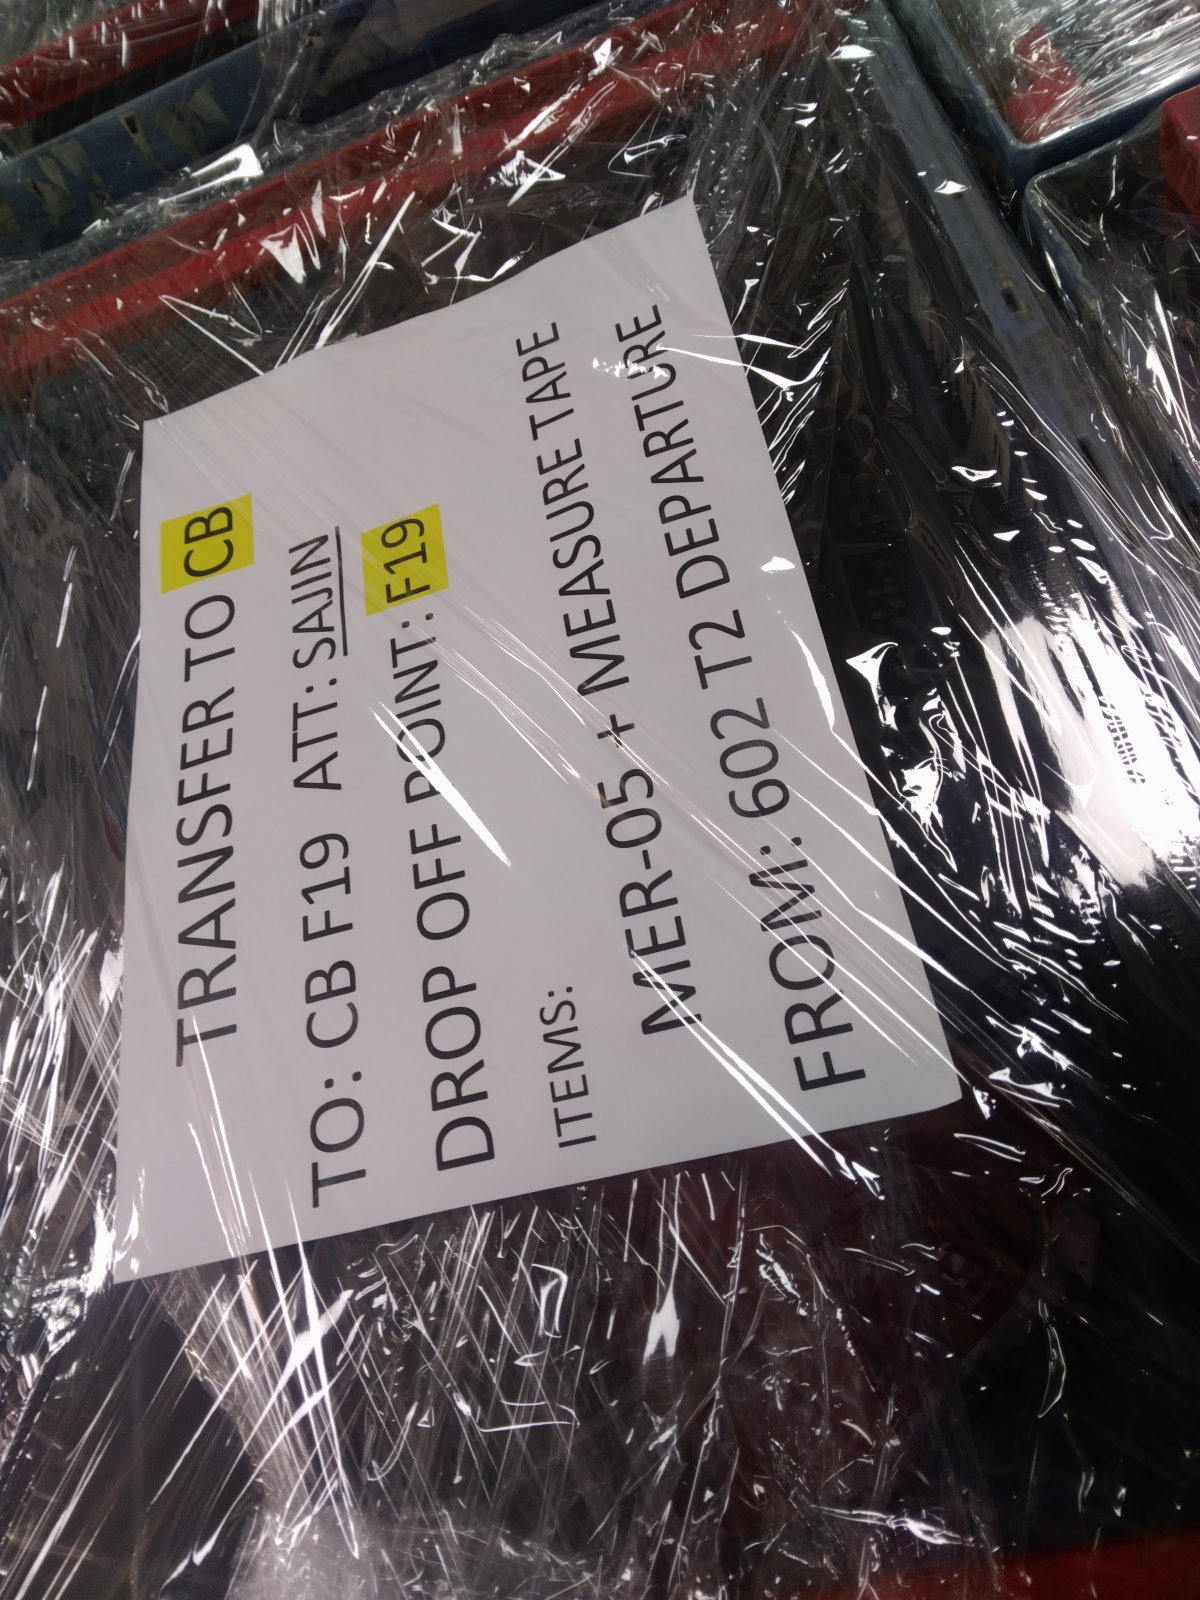 TRANSFER TO CB
TO: CB F19 ATT: SAJIN
DROP OFF POINT: F19
ITEMS:
MER-05 + MEASURE TAPE
FROM: 602 T2 DEPARTURE